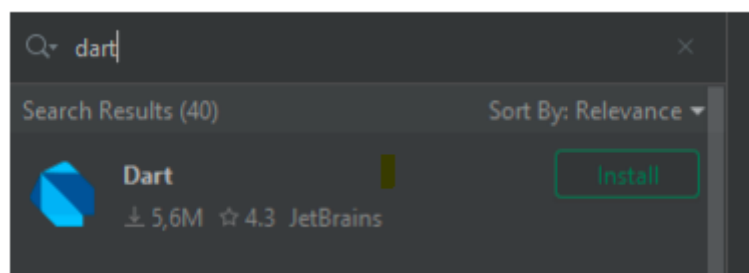 dart
Search Results (40) Sort By: Relevance
Dart Install
5,6M 4.3 JetBrains